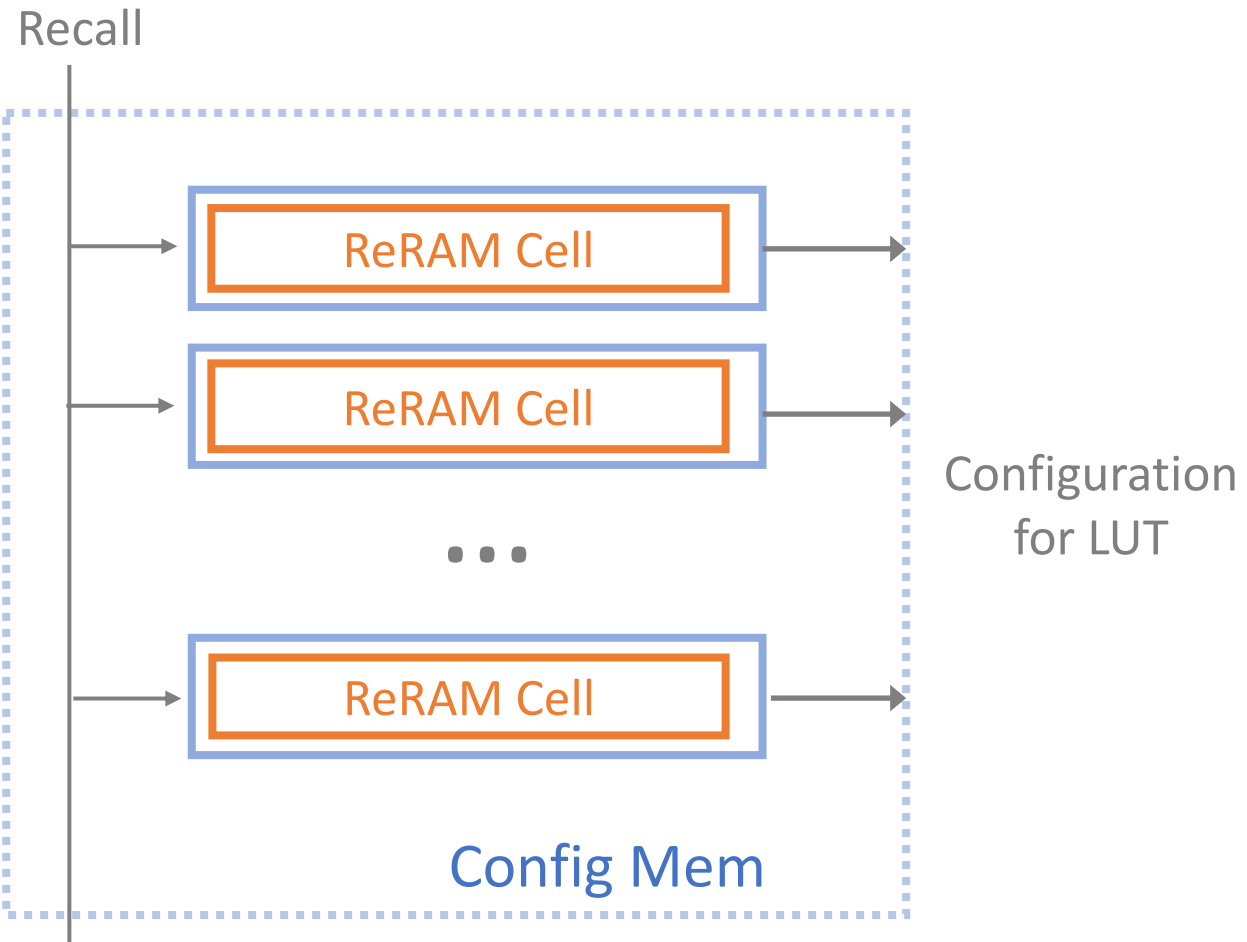 Recall
ReRAM Cell
ReRAM Cell
...
ReRAM Cell
Configuration
for LUT
Config Mem